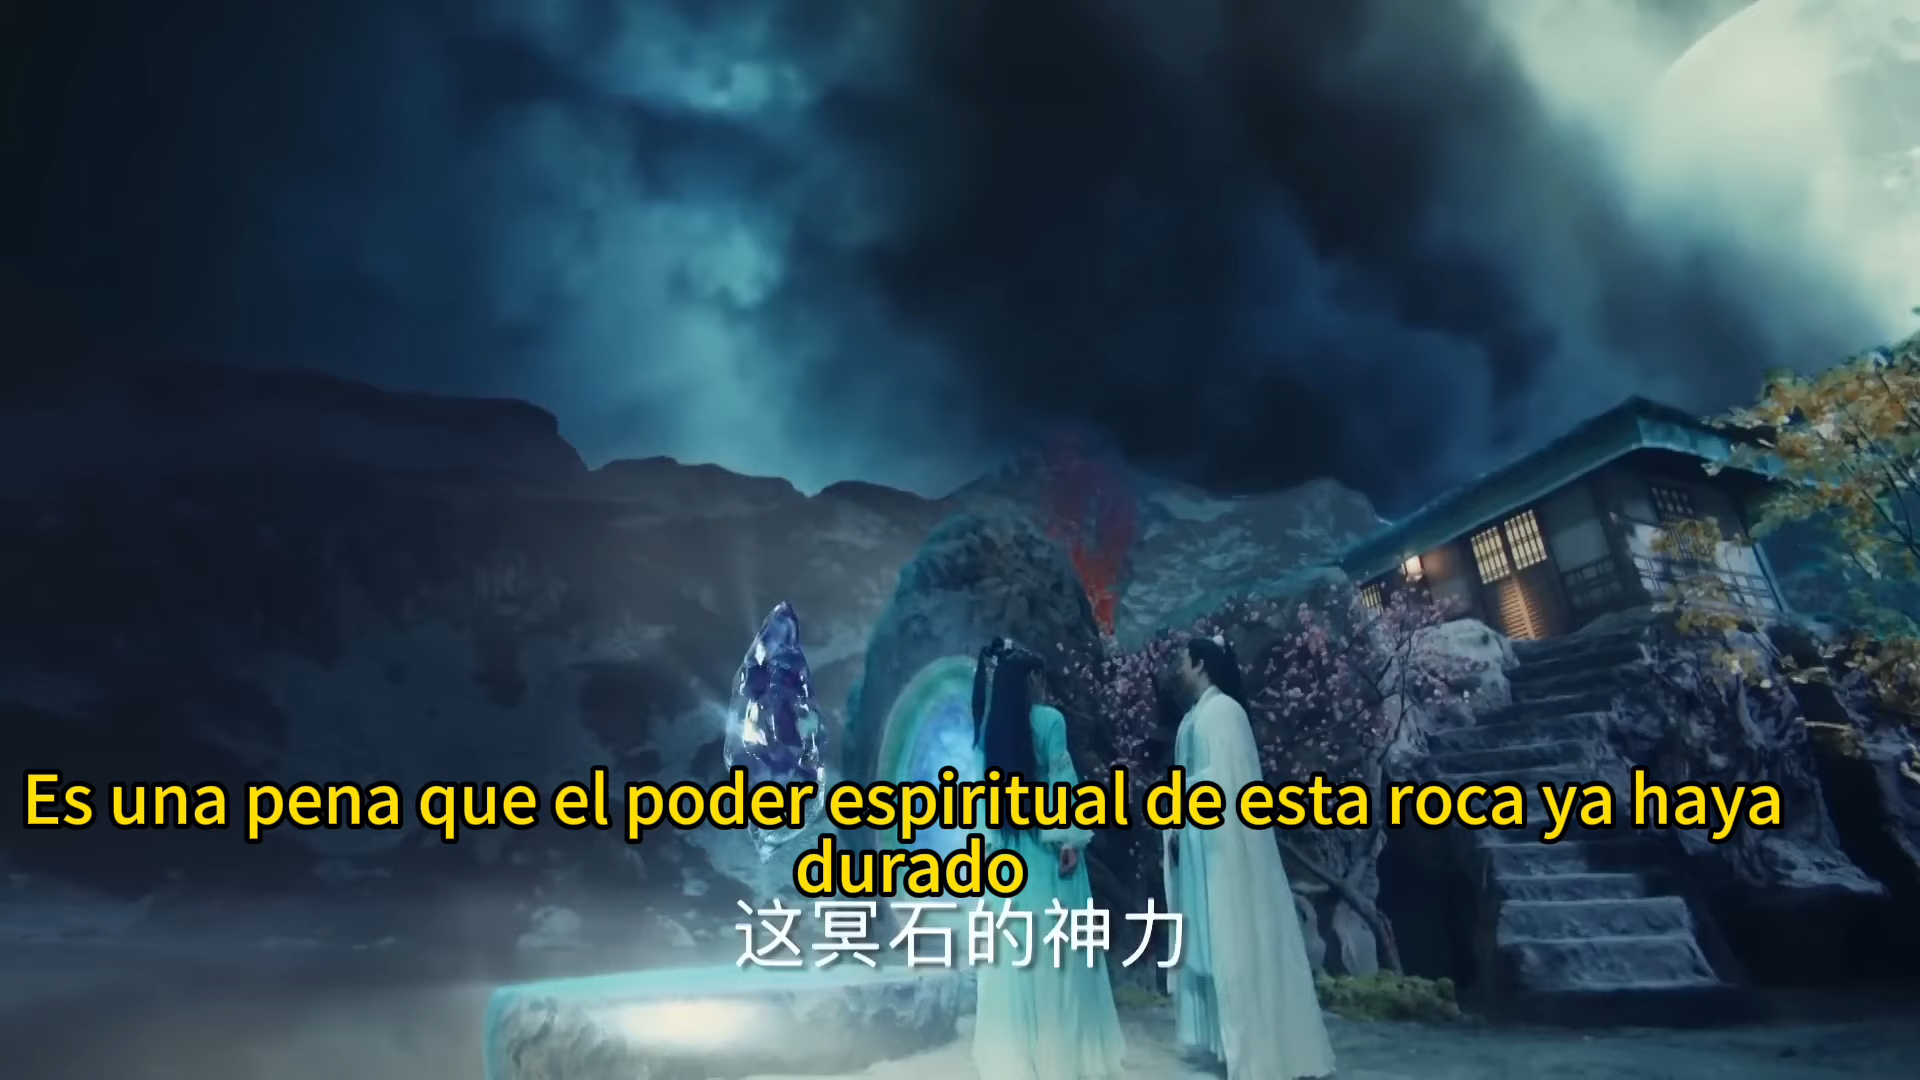 Es una pena que el poder espiritual de esta roca ya haya
durado
这冥石的神力